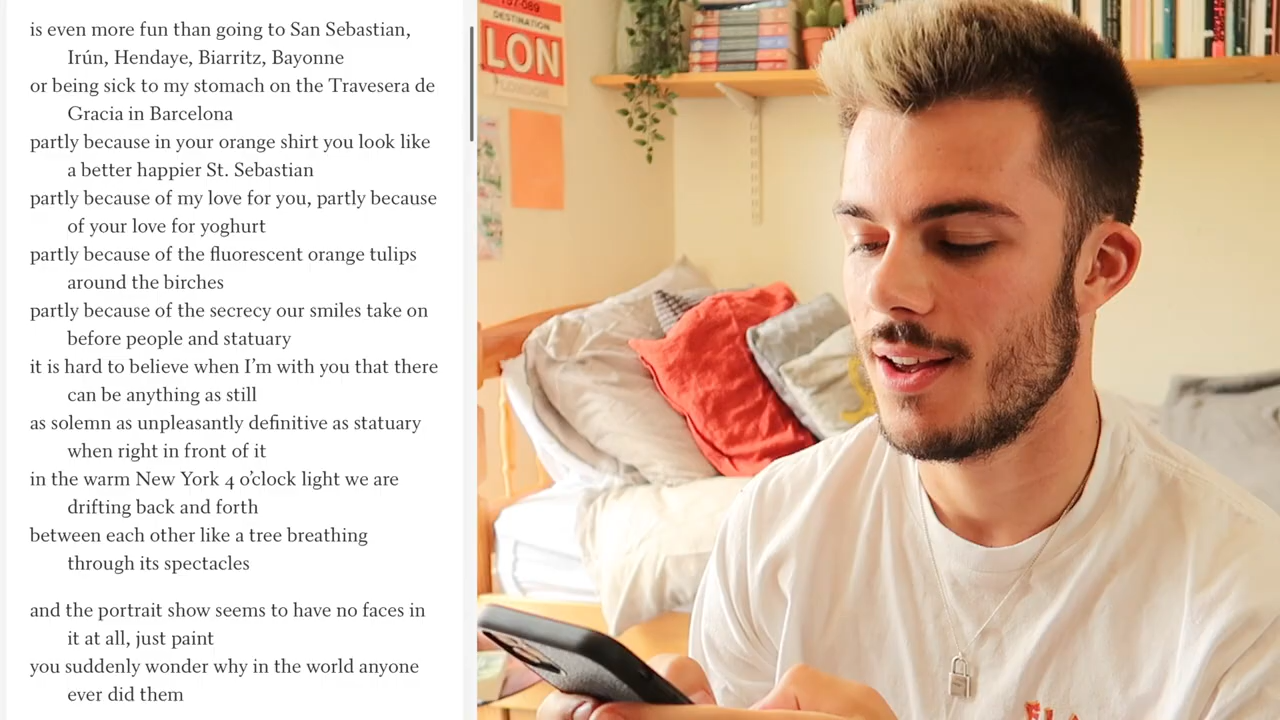 is even more fun than going to San Sebastian,
Irún, Hendaye, Biarritz, Bayonne
or being sick to my stomach on the Travesera de
Gracia in Barcelona
partly because in your orange shirt you look like
a better happier St. Sebastian
partly because of my love for you, partly because
of your love for yoghurt
partly because of the fluorescent orange tulips
around the birches
partly because of the secrecy our smiles take on
before people and statuary
it is hard to believe when I’m with you that there
can be anything as still
as solemn as unpleasantly definitive as statuary
when right in front of it
in the warm New York 4 o’clock light we are
drifting back and forth
between each other like a tree breathing
through its spectacles
and the portrait show seems to have no faces in
it at all, just paint
you suddenly wonder why in the world anyone
ever did them
DESTINATION
LON